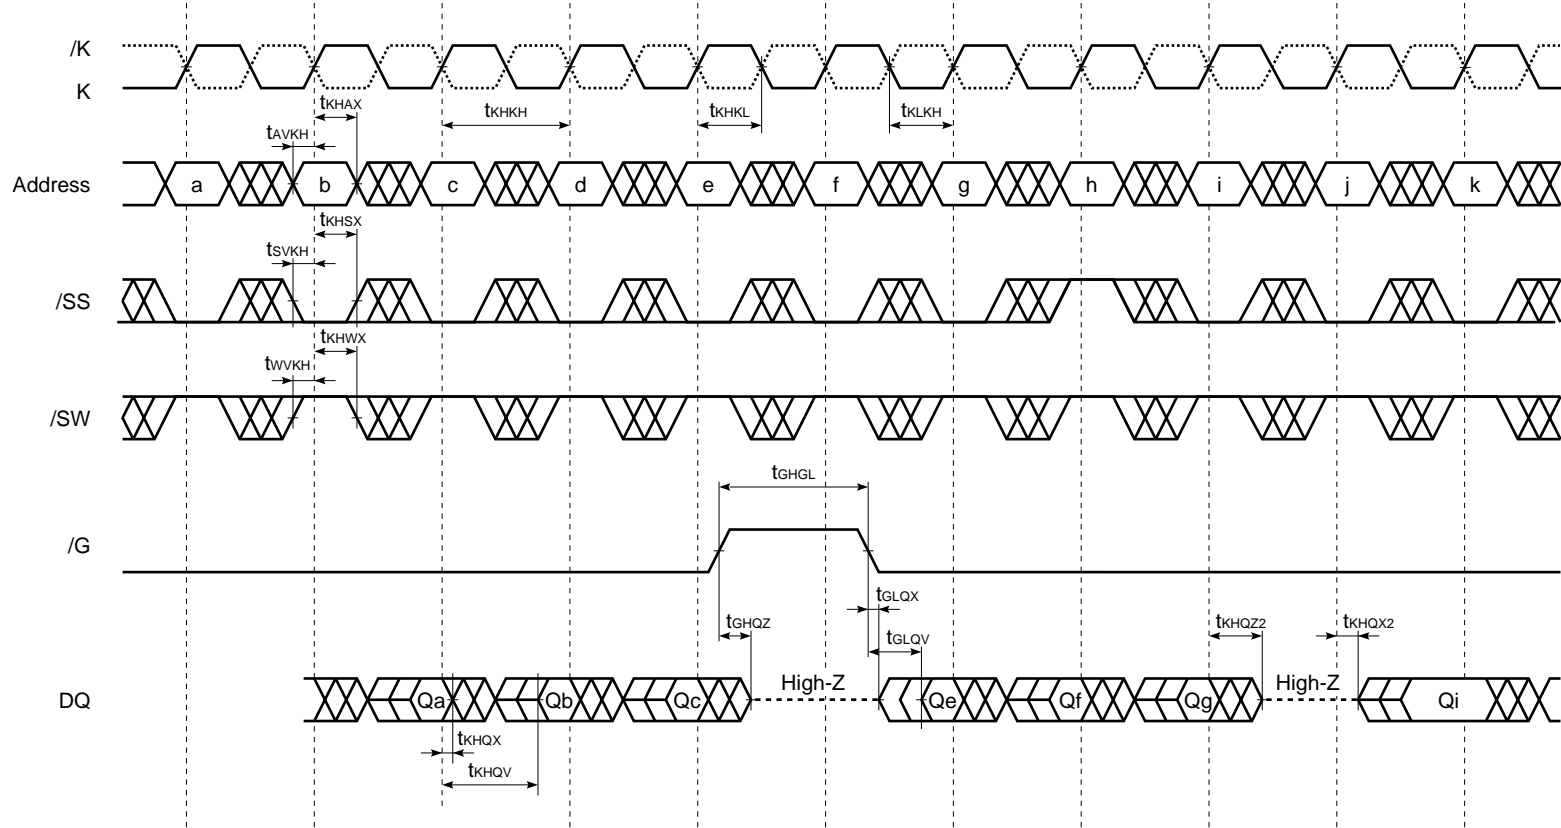 /K
K
tKHAX
tAVKH
tKHKH
tKHKL
tKLKH
Address
a b c d e f g h i j k
tKHSX
tSVKH
/SS
tKHWX
tWVKH
/SW
tGHGL
/G
tGLQX
tGHQZ
tGLQV
tKHQZ2
tKHQX2
DQ
Qa Qb Qc High-Z Qe Qf Qg High-Z Qi
tKHQX
tKHQV